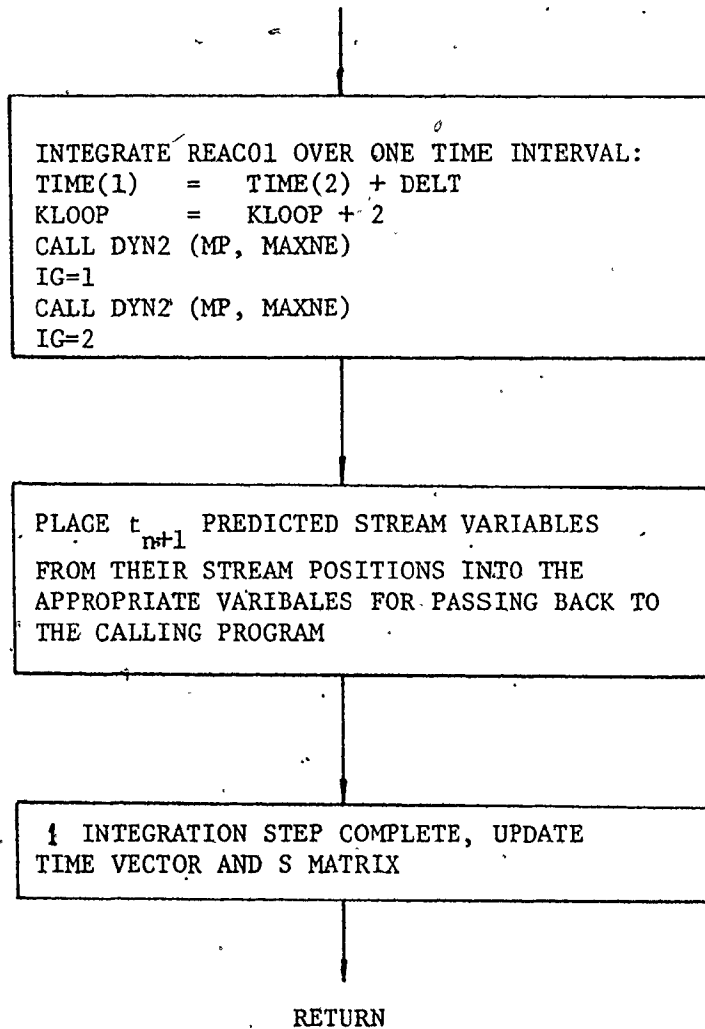 INTEGRATE REAC01 OVER ONE TIME INTERVAL:
TIME(1) = TIME(2) + DELT
KLOOP = KLOOP + 2
CALL DYN2 (MP, MAXNE)
IG=1
CALL DYN2 (MP, MAXNE)
IG=2
PLACE t_{n+1} PREDICTED STREAM VARIABLES
FROM THEIR STREAM POSITIONS INTO THE
APPROPRIATE VARIBALES FOR PASSING BACK TO
THE CALLING PROGRAM
1 INTEGRATION STEP COMPLETE, UPDATE
TIME VECTOR AND S MATRIX
RETURN